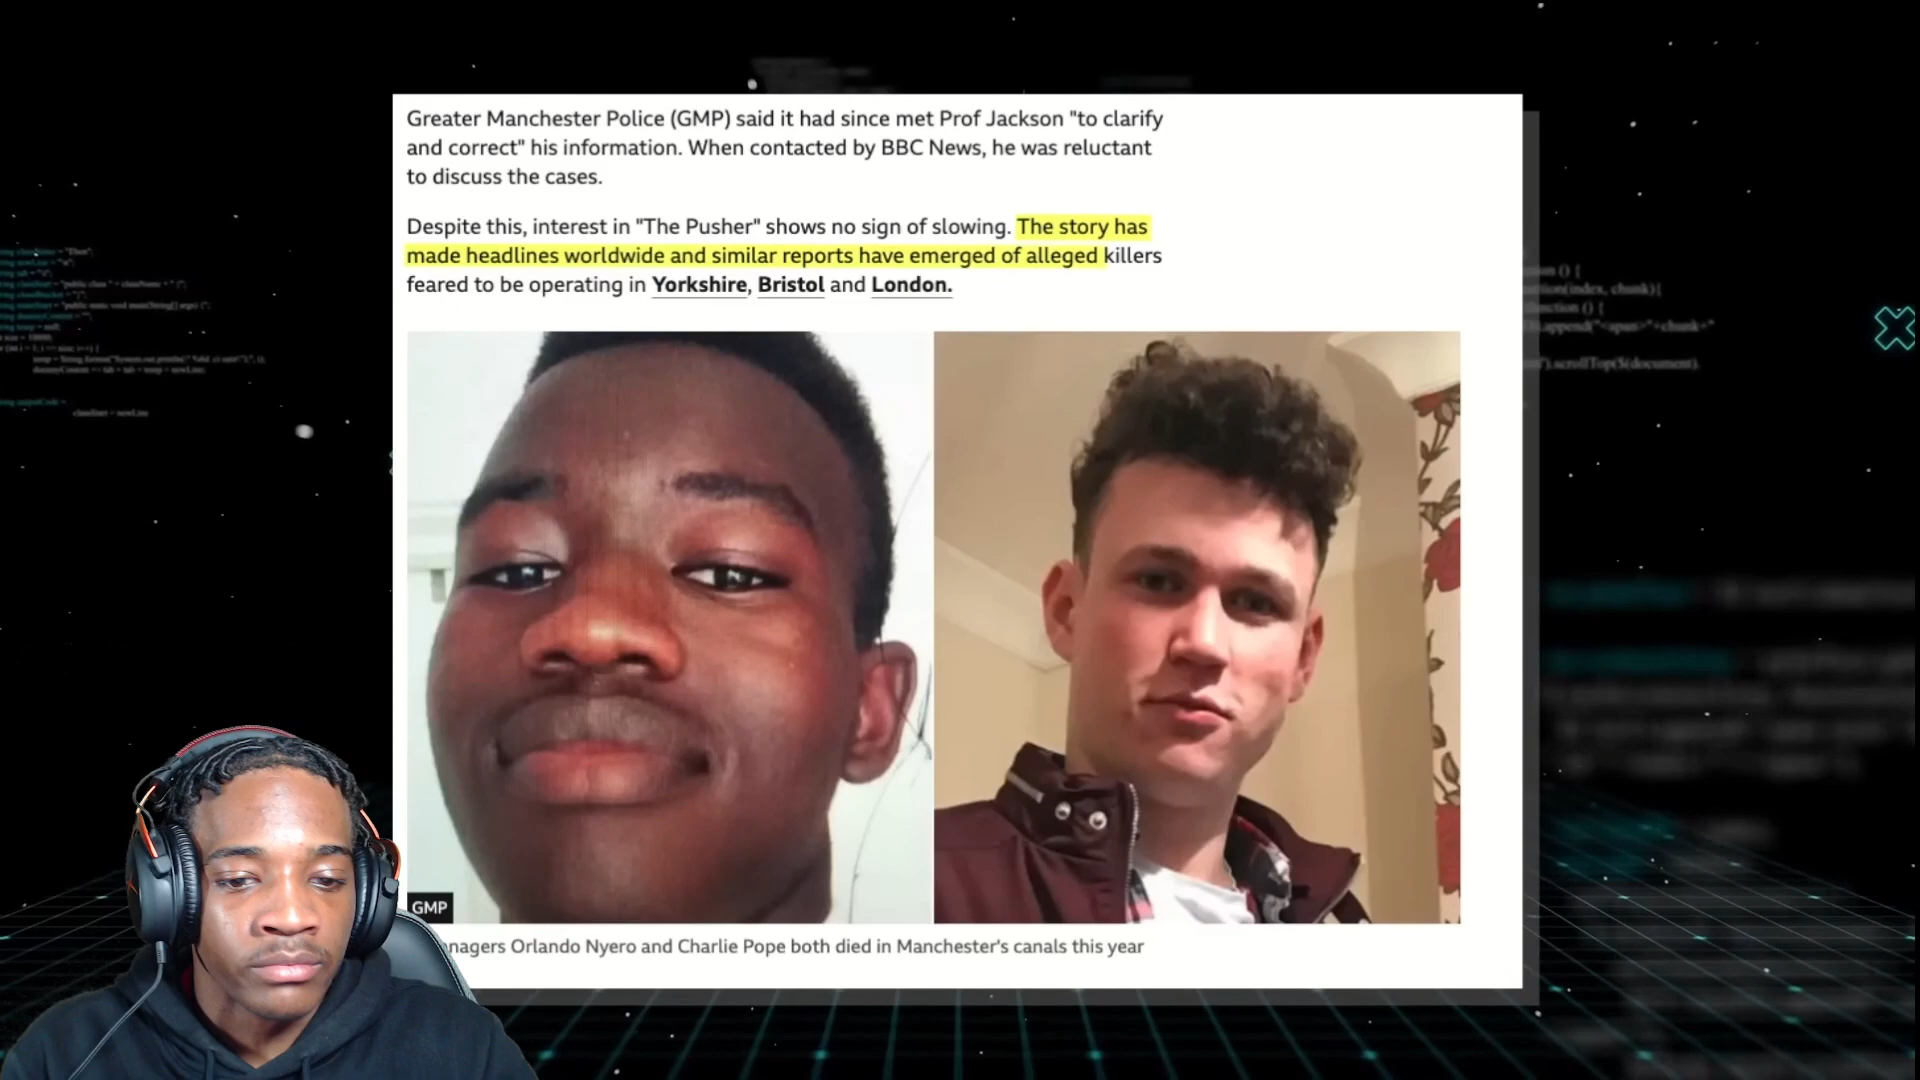 Greater Manchester Police (GMP) said it had since met Prof Jackson "to clarify
and correct" his information. When contacted by BBC News, he was reluctant
to discuss the cases.
Despite this, interest in "The Pusher" shows no sign of slowing. The story has
made headlines worldwide and similar reports have emerged of alleged killers
feared to be operating in Yorkshire, Bristol and London.
GMP
Orlando Nyero and Charlie Pope both died in Manchester's canals this year